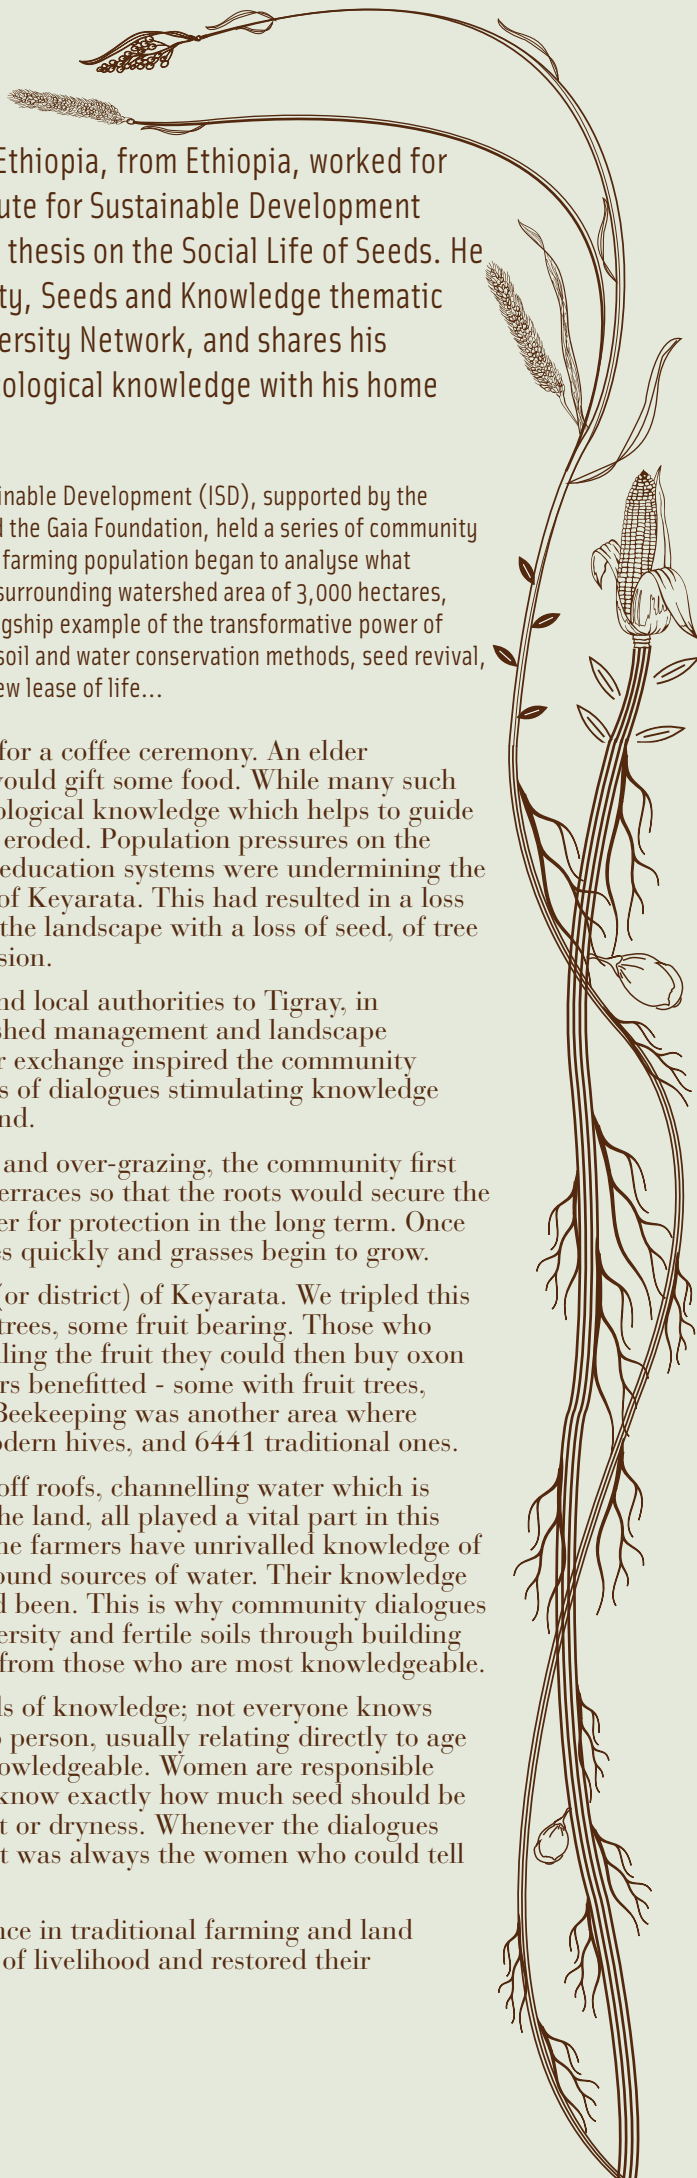 Ethiopia, from Ethiopia, worked for
ute for Sustainable Development
thesis on the Social Life of Seeds. He
ty, Seeds and Knowledge thematic
ersity Network, and shares his
cological knowledge with his home
inable Development (ISD), supported by the
d the Gaia Foundation, held a series of community
farming population began to analyse what
surrounding watershed area of 3,000 hectares,
gship example of the transformative power of
soil and water conservation methods, seed revival,
ew lease of life...
for a coffee ceremony. An elder
would gift some food. While many such
ological knowledge which helps to guide
eroded. Population pressures on the
education systems were undermining the
of Keyarata. This had resulted in a loss
the landscape with a loss of seed, of tree
sion.
nd local authorities to Tigray, in
shed management and landscape
r exchange inspired the community
s of dialogues stimulating knowledge
nd.
and over-grazing, the community first
erraces so that the roots would secure the
er for protection in the long term. Once
es quickly and grasses begin to grow.
(or district) of Keyarata. We tripled this
trees, some fruit bearing. Those who
lling the fruit they could then buy oxon
rs benefitted - some with fruit trees,
Beekeeping was another area where
odern hives, and 6441 traditional ones.
off roofs, channelling water which is
he land, all played a vital part in this
he farmers have unrivalled knowledge of
ound sources of water. Their knowledge
d been. This is why community dialogues
ersity and fertile soils through building
from those who are most knowledgeable.
ls of knowledge; not everyone knows
o person, usually relating directly to age
owledgeable. Women are responsible
know exactly how much seed should be
t or dryness. Whenever the dialogues
t was always the women who could tell
nce in traditional farming and land
of livelihood and restored their